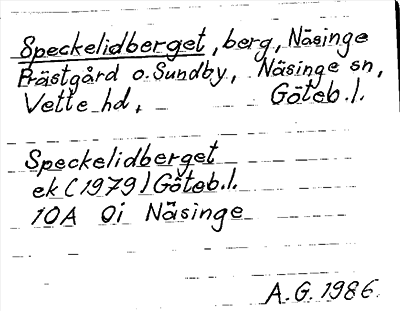 Speckelidberget, berg, Näsinge
Prästgård o. Sundby, Näsinge sn,
Vette hd, Göteb.l.
Speckelidberget
ek (1979) Göteb.l.
10A 0i Näsinge
A.G. 1986.